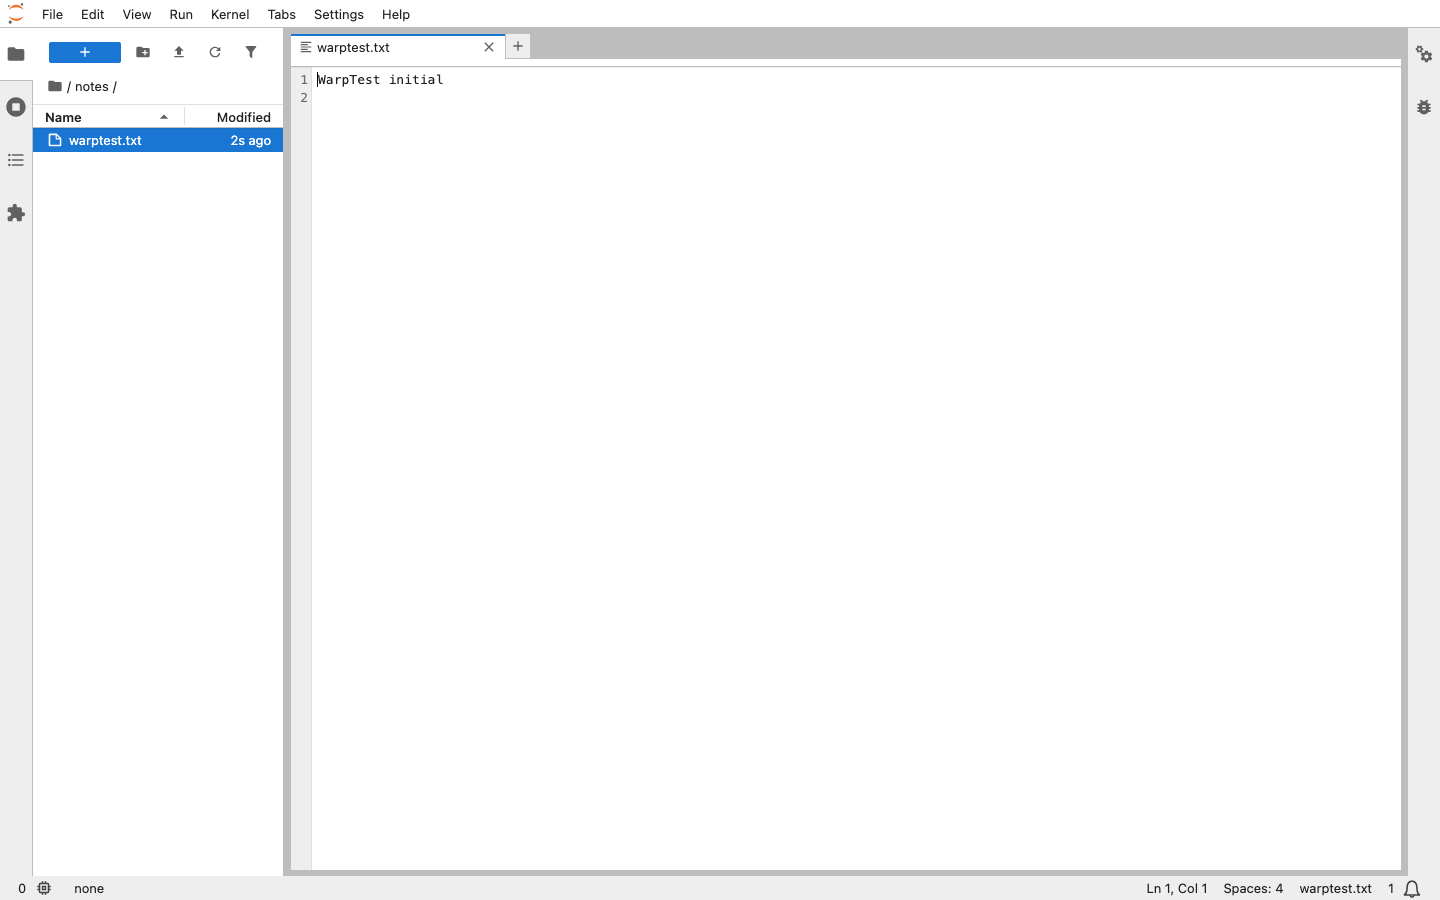 File Edit View Run Kernel Tabs Settings Help
/ notes /
Name Modified
warptest.txt 2s ago
warptest.txt
1 WarpTest initial
2
0 none Ln 1, Col 1 Spaces: 4 warptest.txt 1